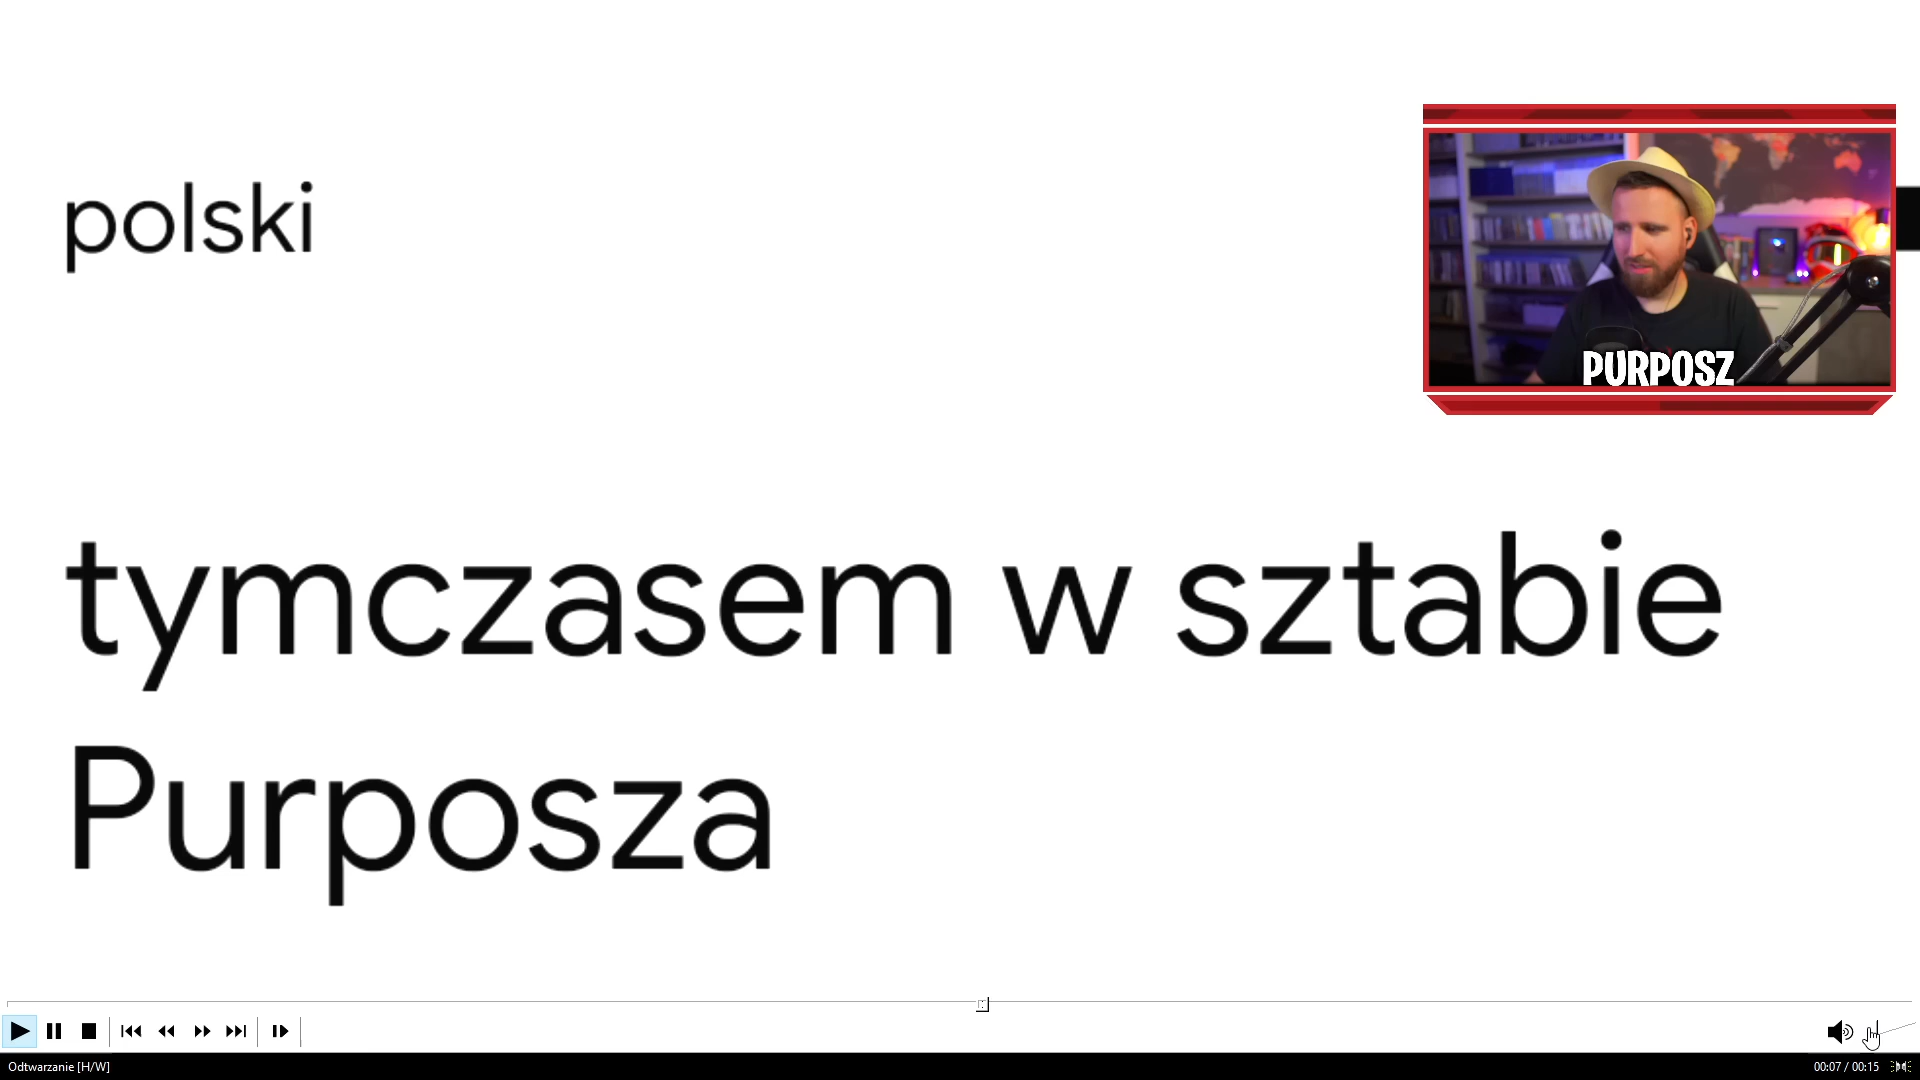 polski
PURPOSZ
tymczasem w sztabie
Purposza
Odtwarzanie [H/W]
00:07 / 00:15